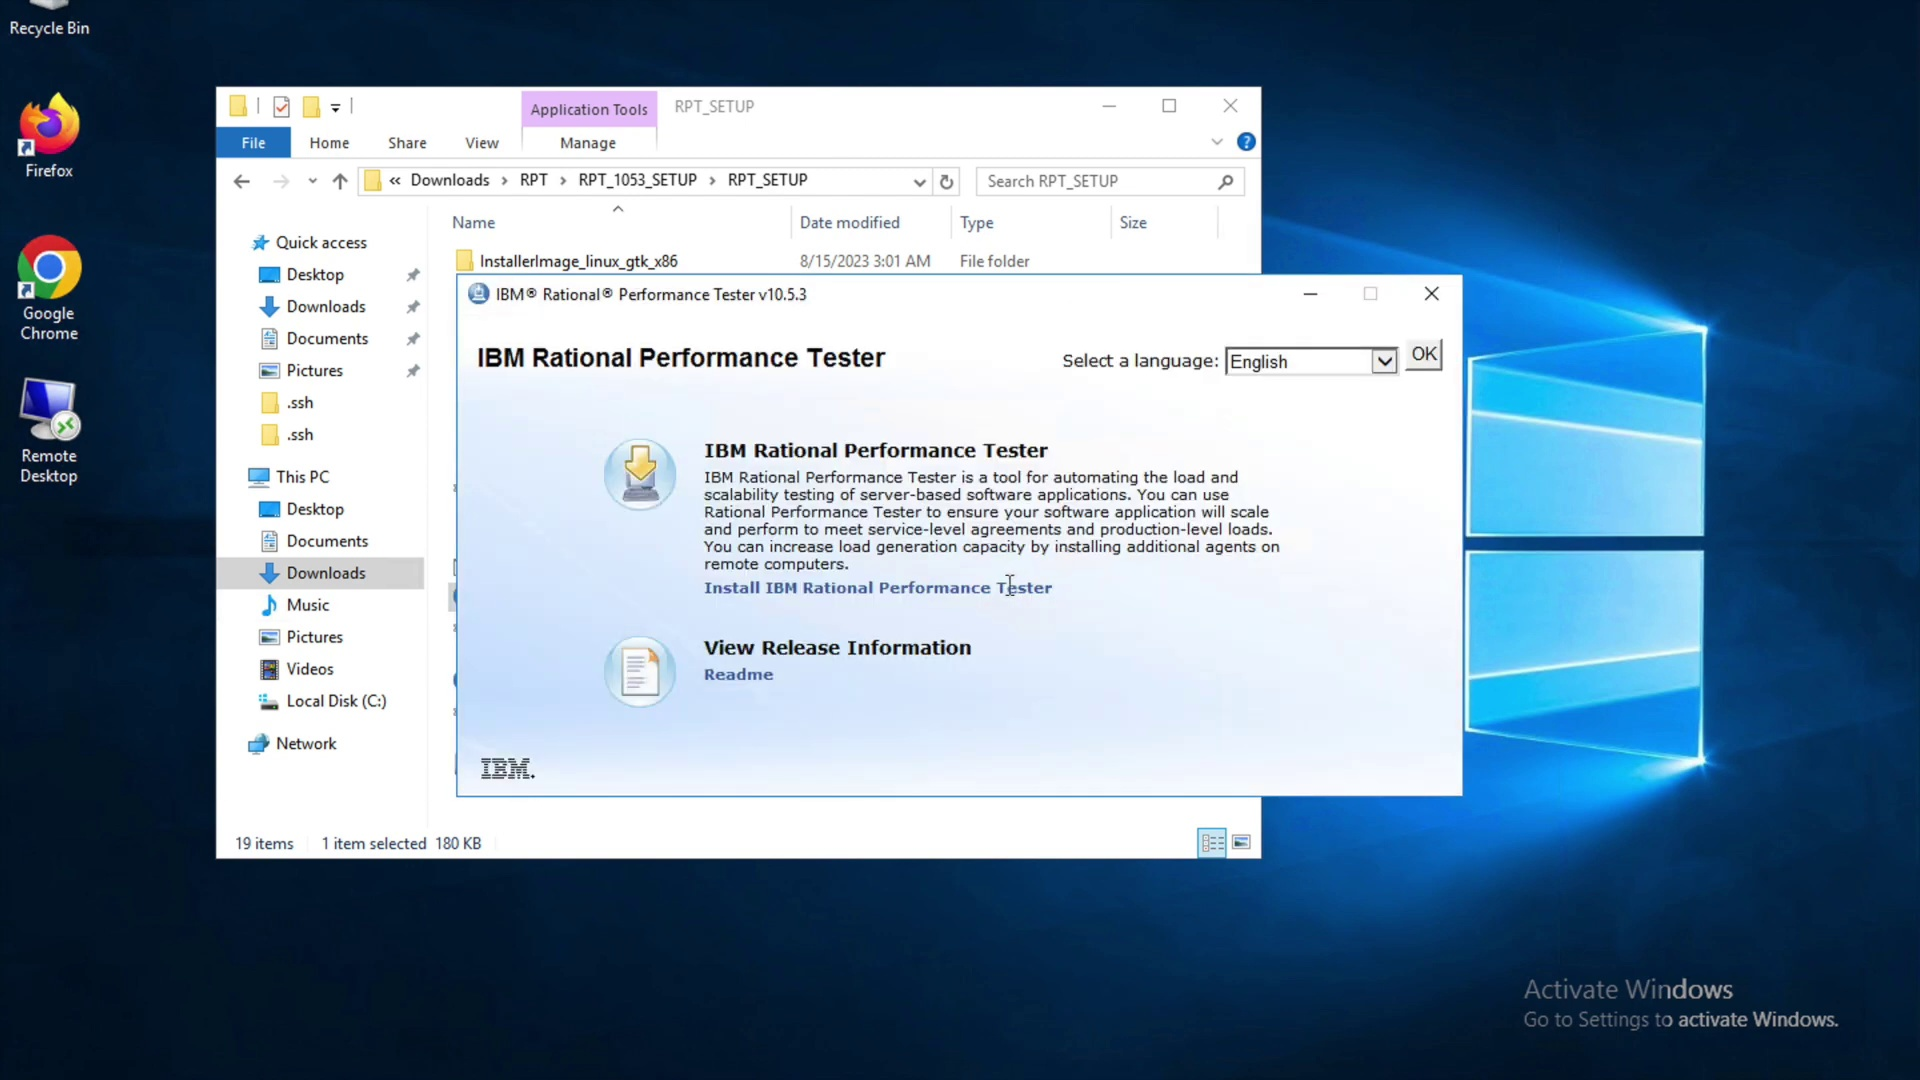 Recycle Bin
Firefox
Google
Chrome
Remote
Desktop
Application Tools
RPT_SETUP
File
Home
Share
View
Manage
« Downloads > RPT > RPT_1053_SETUP > RPT_SETUP
Search RPT_SETUP
Name
Date modified
Type
Size
Quick access
Desktop
Downloads
Documents
Pictures
.ssh
.ssh
This PC
Desktop
Documents
Downloads
Music
Pictures
Videos
Local Disk (C:)
Network
InstallerImage_linux_gtk_x86
8/15/2023 3:01 AM
File folder
IBM® Rational® Performance Tester v10.5.3
IBM Rational Performance Tester
Select a language:
English
OK
IBM Rational Performance Tester
IBM Rational Performance Tester is a tool for automating the load and
scalability testing of server-based software applications. You can use
Rational Performance Tester to ensure your software application will scale
and perform to meet service-level agreements and production-level loads.
You can increase load generation capacity by installing additional agents on
remote computers.
Install IBM Rational Performance Tester
View Release Information
Readme
IBM.
19 items
1 item selected 180 KB
Activate Windows
Go to Settings to activate Windows.